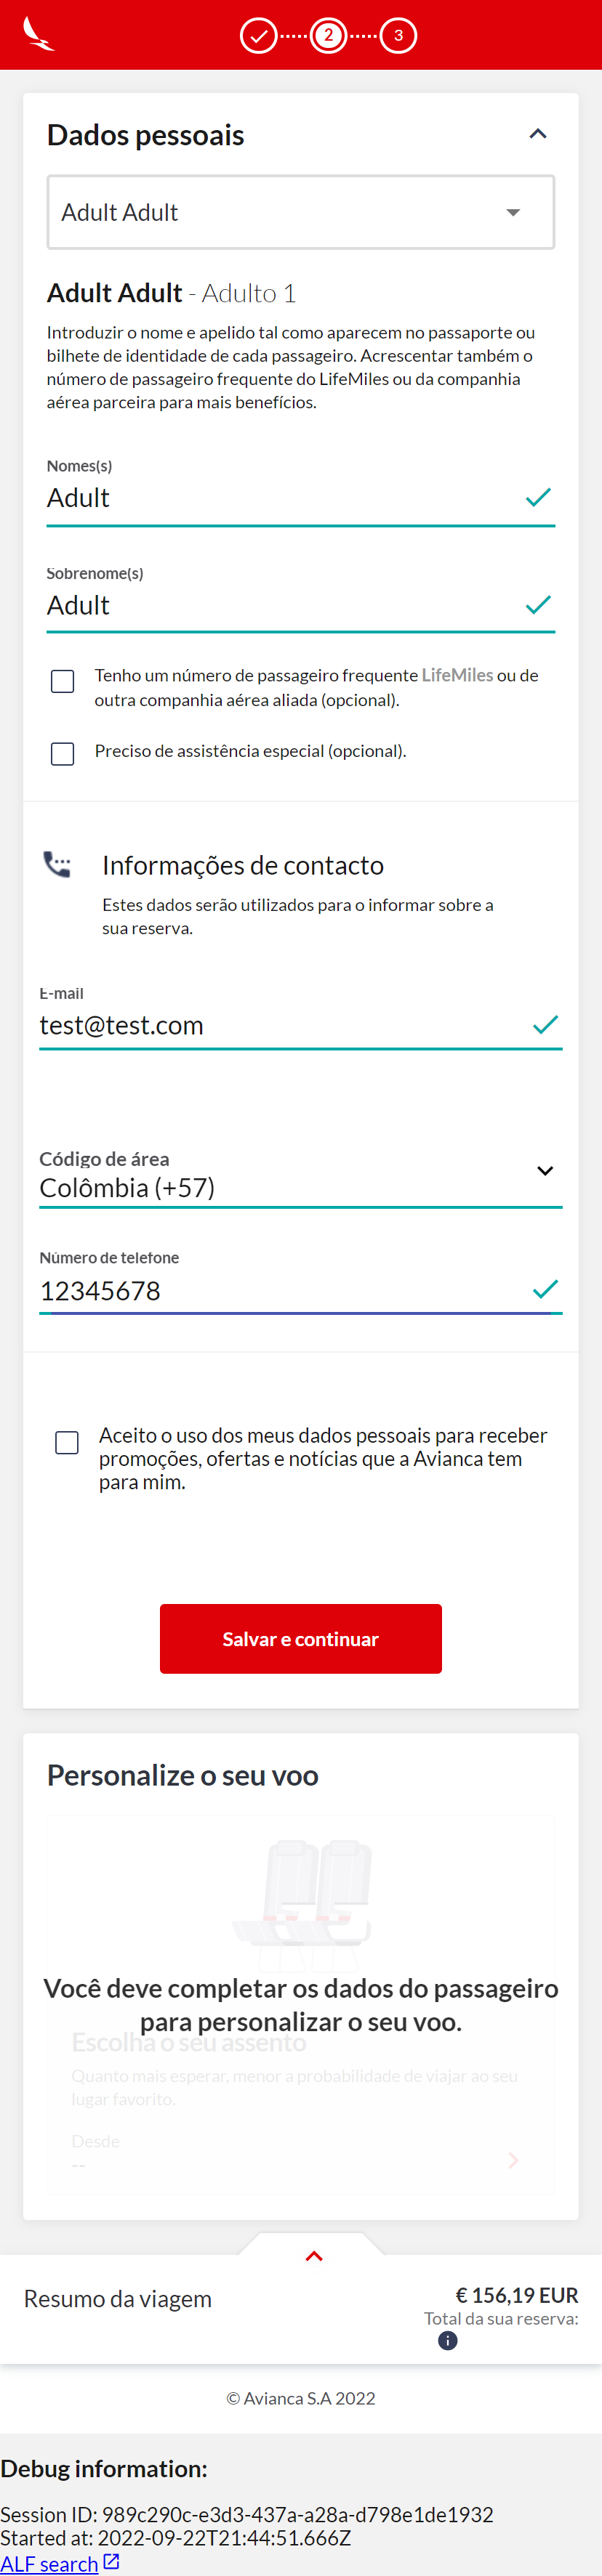 2
3
Dados pessoais
Adult Adult
Adult Adult - Adulto 1
Introduzir o nome e apelido tal como aparecem no passaporte ou
bilhete de identidade de cada passageiro. Acrescentar também o
número de passageiro frequente do LifeMiles ou da companhia
aérea parceira para mais benefícios.
Nomes(s)
Adult
Sobrenome(s)
Adult
Tenho um número de passageiro frequente LifeMiles ou de
outra companhia aérea aliada (opcional).
Preciso de assistência especial (opcional).
Informações de contacto
Estes dados serão utilizados para o informar sobre a
sua reserva.
E-mail
test@test.com
Código de área
Colômbia (+57)
Número de telefone
12345678
Aceito o uso dos meus dados pessoais para receber
promoções, ofertas e notícias que a Avianca tem
para mim.
Salvar e continuar
Personalize o seu voo
Você deve completar os dados do passageiro
para personalizar o seu voo.
Escolha o seu assento
Quanto mais esperar, menor a probabilidade de viajar ao seu
lugar favorito.
Desde
--
Resumo da viagem
€ 156,19 EUR
Total da sua reserva:
© Avianca S.A 2022
Debug information:
Session ID: 989c290c-e3d3-437a-a28a-d798e1de1932
Started at: 2022-09-22T21:44:51.666Z
ALF search